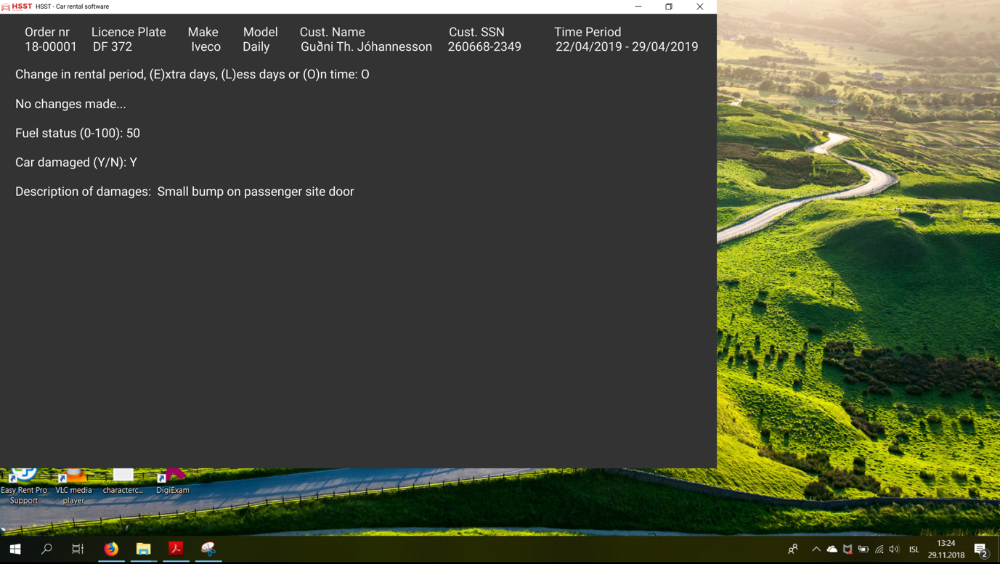 HSST HSST - Car rental software
Order nr Licence Plate Make Model Cust. Name Cust. SSN Time Period
18-00001 DF 372 Iveco Daily Guðni Th. Jóhannesson 260668-2349 22/04/2019 - 29/04/2019
Change in rental period, (E)xtra days, (L)ess days or (O)n time: O
No changes made...
Fuel status (0-100): 50
Car damaged (Y/N): Y
Description of damages: Small bump on passenger site door
Easy Rent Pro Support
VLC media player
characterc...
DigiExam
ISL
13:24
29.11.2018
2